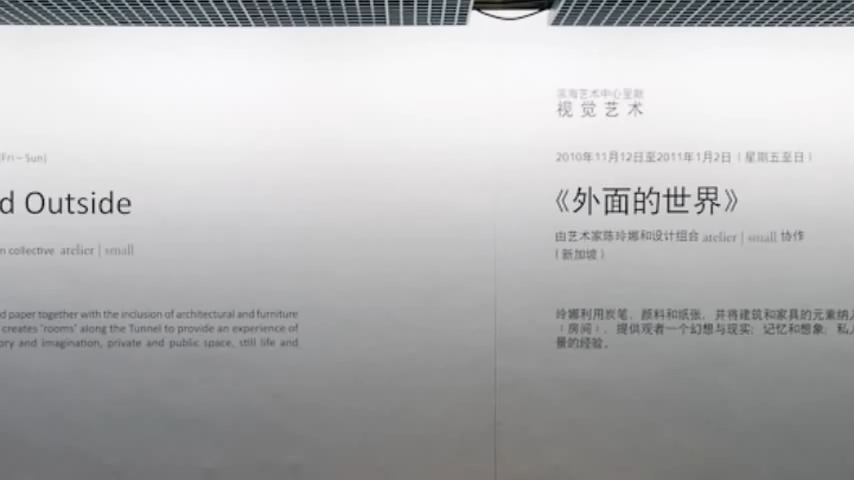 (Fri – Sun)
d Outside
n collective atelier | small
d paper together with the inclusion of architectural and furniture
creates 'rooms' along the Tunnel to provide an experience of
ory and imagination, private and public space, still life and
滨海艺术中心呈献
视觉艺术
2010年11月12日至2011年1月2日（星期五至日）
《外面的世界》
由艺术家陈玲娜和设计组合 atelier | small 协作
（新加坡）
玲娜利用炭笔、颜料和纸张，并将建筑和家具的元素纳入
（房间），提供观者一个幻想与现实；记忆和想象；私人
景的经验。